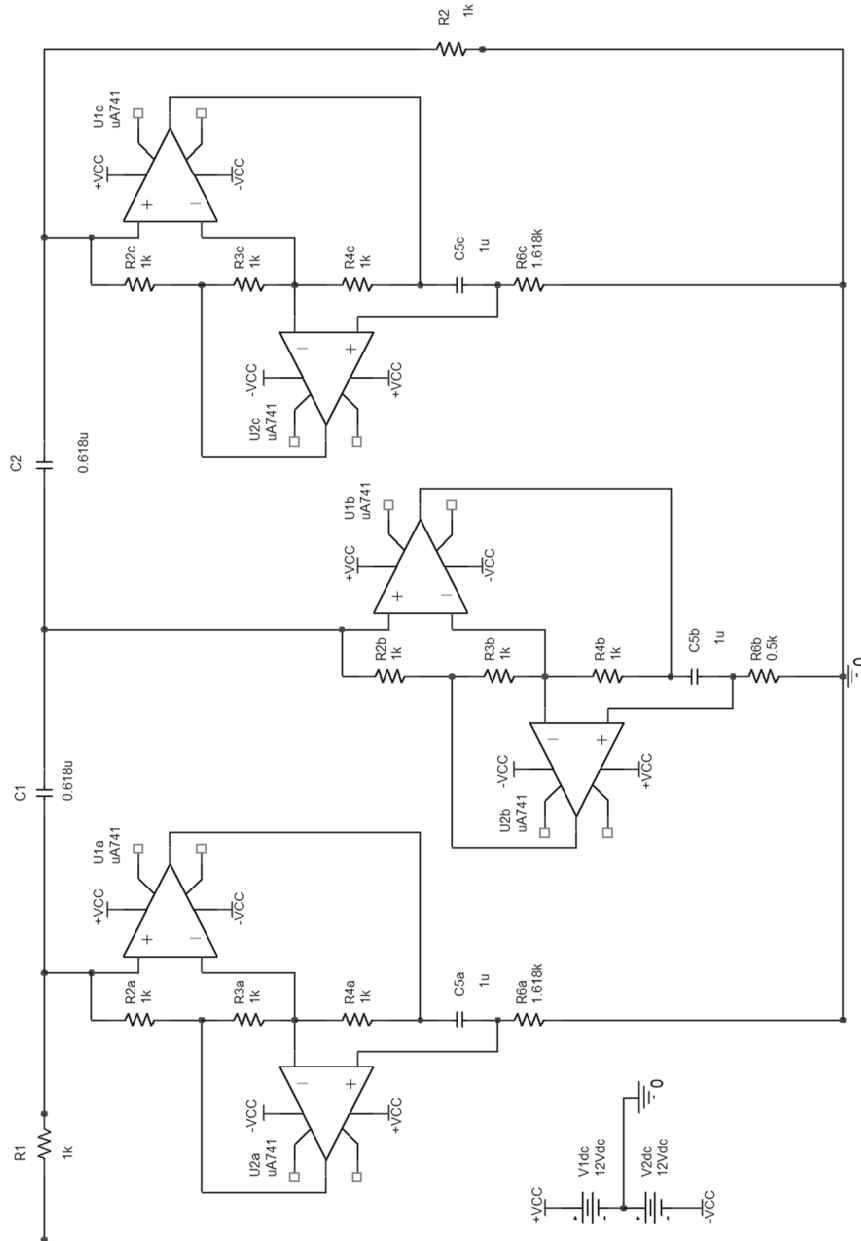 R2
1k
U1c
uA741
+VCC
-VCC
+
−
R2c
1k
R3c
1k
R4c
1k
C5c
1u
R6c
1.618k
−
+
-VCC
+VCC
U2c
uA741
C2
0.618u
U1b
uA741
+VCC
-VCC
+
−
R2b
1k
R3b
1k
R4b
1k
C5b
1u
R6b
0.5k
−
+
-VCC
+VCC
U2b
uA741
0
C1
0.618u
U1a
uA741
+VCC
-VCC
+
−
R2a
1k
R3a
1k
R4a
1k
C5a
1u
R6a
1.618k
−
+
-VCC
+VCC
U2a
uA741
R1
1k
+VCC
V1dc
12Vdc
+
-
V2dc
12Vdc
+
-
-VCC
0